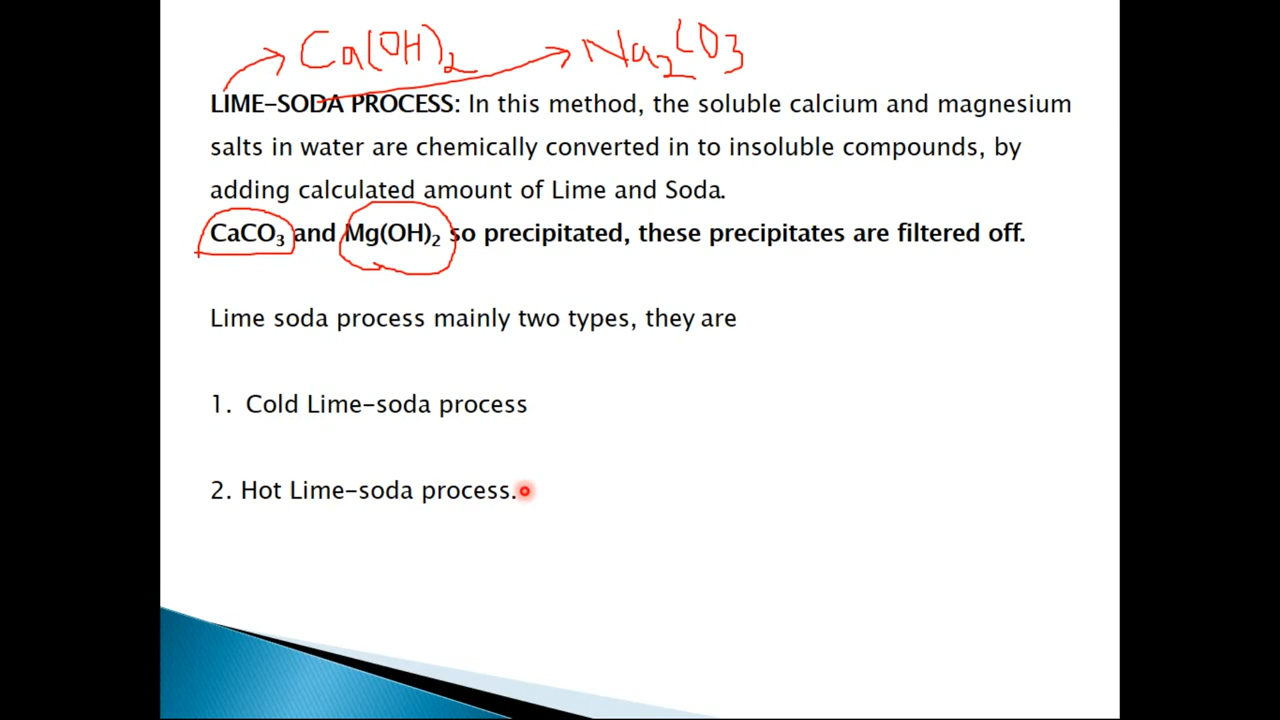 Ca(OH)₂ Na₂CO₃
LIME-SODA PROCESS: In this method, the soluble calcium and magnesium
salts in water are chemically converted in to insoluble compounds, by
adding calculated amount of Lime and Soda.
CaCO₃ and Mg(OH)₂ so precipitated, these precipitates are filtered off.
Lime soda process mainly two types, they are
1. Cold Lime-soda process
2. Hot Lime-soda process.